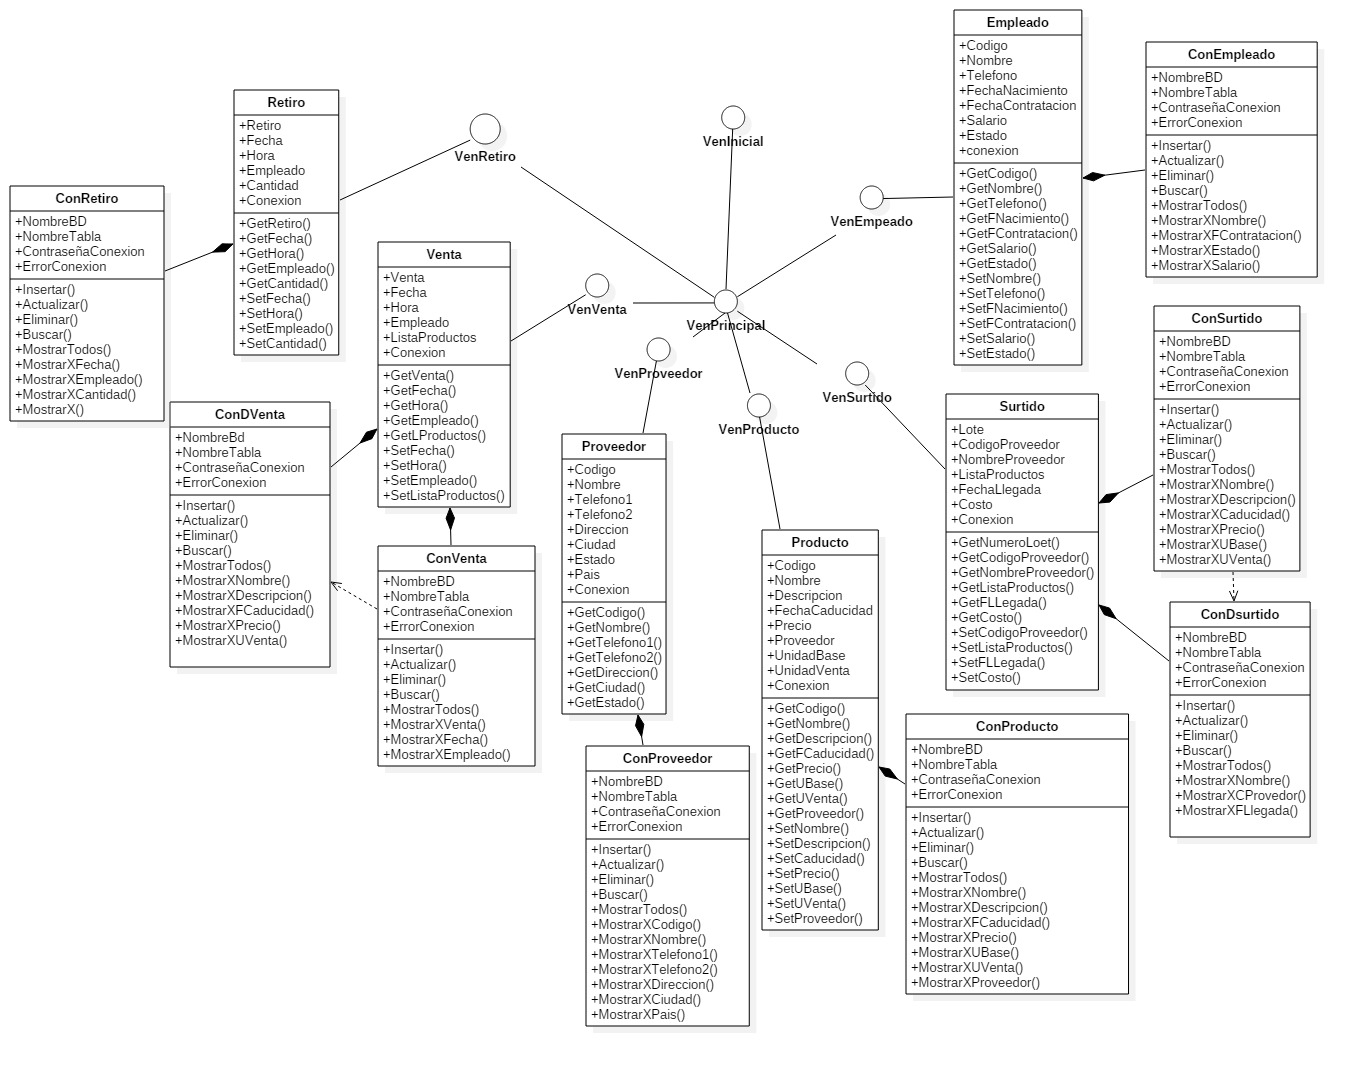 Retiro
+Retiro
+Fecha
+Hora
+Empleado
+Cantidad
+Conexion
+GetRetiro()
+GetFecha()
+GetHora()
+GetEmpleado()
+GetCantidad()
+SetFecha()
+SetHora()
+SetEmpleado()
+SetCantidad()
ConRetiro
+NombreBD
+NombreTabla
+ContraseñaConexion
+ErrorConexion
+Insertar()
+Actualizar()
+Eliminar()
+Buscar()
+MostrarTodos()
+MostrarXFecha()
+MostrarXEmpleado()
+MostrarXCantidad()
+MostrarX()
VenRetiro
VenInicial
VenEmpeado
VenVenta
VenPrincipal
VenProveedor
VenSurtido
VenProducto
Empleado
+Codigo
+Nombre
+Telefono
+FechaNacimiento
+FechaContratacion
+Salario
+Estado
+conexion
+GetCodigo()
+GetNombre()
+GetTelefono()
+GetFNacimiento()
+GetFContratacion()
+GetSalario()
+GetEstado()
+SetNombre()
+SetTelefono()
+SetFNacimiento()
+SetFContratacion()
+SetSalario()
+SetEstado()
ConEmpleado
+NombreBD
+NombreTabla
+ContraseñaConexion
+ErrorConexion
+Insertar()
+Actualizar()
+Eliminar()
+Buscar()
+MostrarTodos()
+MostrarXNombre()
+MostrarXFContratacion()
+MostrarXEstado()
+MostrarXSalario()
Venta
+Venta
+Fecha
+Hora
+Empleado
+ListaProductos
+Conexion
+GetVenta()
+GetFecha()
+GetHora()
+GetEmpleado()
+GetLProductos()
+SetFecha()
+SetHora()
+SetEmpleado()
+SetListaProductos()
ConDVenta
+NombreBd
+NombreTabla
+ContraseñaConexion
+ErrorConexion
+Insertar()
+Actualizar()
+Eliminar()
+Buscar()
+MostrarTodos()
+MostrarXNombre()
+MostrarXDescripcion()
+MostrarXFCaducidad()
+MostrarXPrecio()
+MostrarXUVenta()
ConVenta
+NombreBD
+NombreTabla
+ContraseñaConexion
+ErrorConexion
+Insertar()
+Actualizar()
+Eliminar()
+Buscar()
+MostrarTodos()
+MostrarXVenta()
+MostrarXFecha()
+MostrarXEmpleado()
Proveedor
+Codigo
+Nombre
+Telefono1
+Telefono2
+Direccion
+Ciudad
+Estado
+Pais
+Conexion
+GetCodigo()
+GetNombre()
+GetTelefono1()
+GetTelefono2()
+GetDireccion()
+GetCiudad()
+GetEstado()
ConProveedor
+NombreBD
+NombreTabla
+ContraseñaConexion
+ErrorConexion
+Insertar()
+Actualizar()
+Eliminar()
+Buscar()
+MostrarTodos()
+MostrarXCodigo()
+MostrarXNombre()
+MostrarXTelefono1()
+MostrarXTelefono2()
+MostrarXDireccion()
+MostrarXCiudad()
+MostrarXPais()
Producto
+Codigo
+Nombre
+Descripcion
+FechaCaducidad
+Precio
+Proveedor
+UnidadBase
+UnidadVenta
+Conexion
+GetCodigo()
+GetNombre()
+GetDescripcion()
+GetFCaducidad()
+GetPrecio()
+GetUBase()
+GetUVenta()
+GetProveedor()
+SetNombre()
+SetDescripcion()
+SetCaducidad()
+SetPrecio()
+SetUBase()
+SetUVenta()
+SetProveedor()
ConProducto
+NombreBD
+NombreTabla
+ContraseñaConexion
+ErrorConexion
+Insertar()
+Actualizar()
+Eliminar()
+Buscar()
+MostrarTodos()
+MostrarXNombre()
+MostrarXDescripcion()
+MostrarXFCaducidad()
+MostrarXPrecio()
+MostrarXUBase()
+MostrarXUVenta()
+MostrarXProveedor()
Surtido
+Lote
+CodigoProveedor
+NombreProveedor
+ListaProductos
+FechaLlegada
+Costo
+Conexion
+GetNumeroLoet()
+GetCodigoProveedor()
+GetNombreProveedor()
+GetListaProductos()
+GetFLLegada()
+GetCosto()
+SetCodigoProveedor()
+SetListaProductos()
+SetFLLegada()
+SetCosto()
ConSurtido
+NombreBD
+NombreTabla
+ContraseñaConexion
+ErrorConexion
+Insertar()
+Actualizar()
+Eliminar()
+Buscar()
+MostrarTodos()
+MostrarXNombre()
+MostrarXDescripcion()
+MostrarXCaducidad()
+MostrarXPrecio()
+MostrarXUBase()
+MostrarXUVenta()
ConDsurtido
+NombreBD
+NombreTabla
+ContraseñaConexion
+ErrorConexion
+Insertar()
+Actualizar()
+Eliminar()
+Buscar()
+MostrarTodos()
+MostrarXNombre()
+MostrarXCProvedor()
+MostrarXFLlegada()